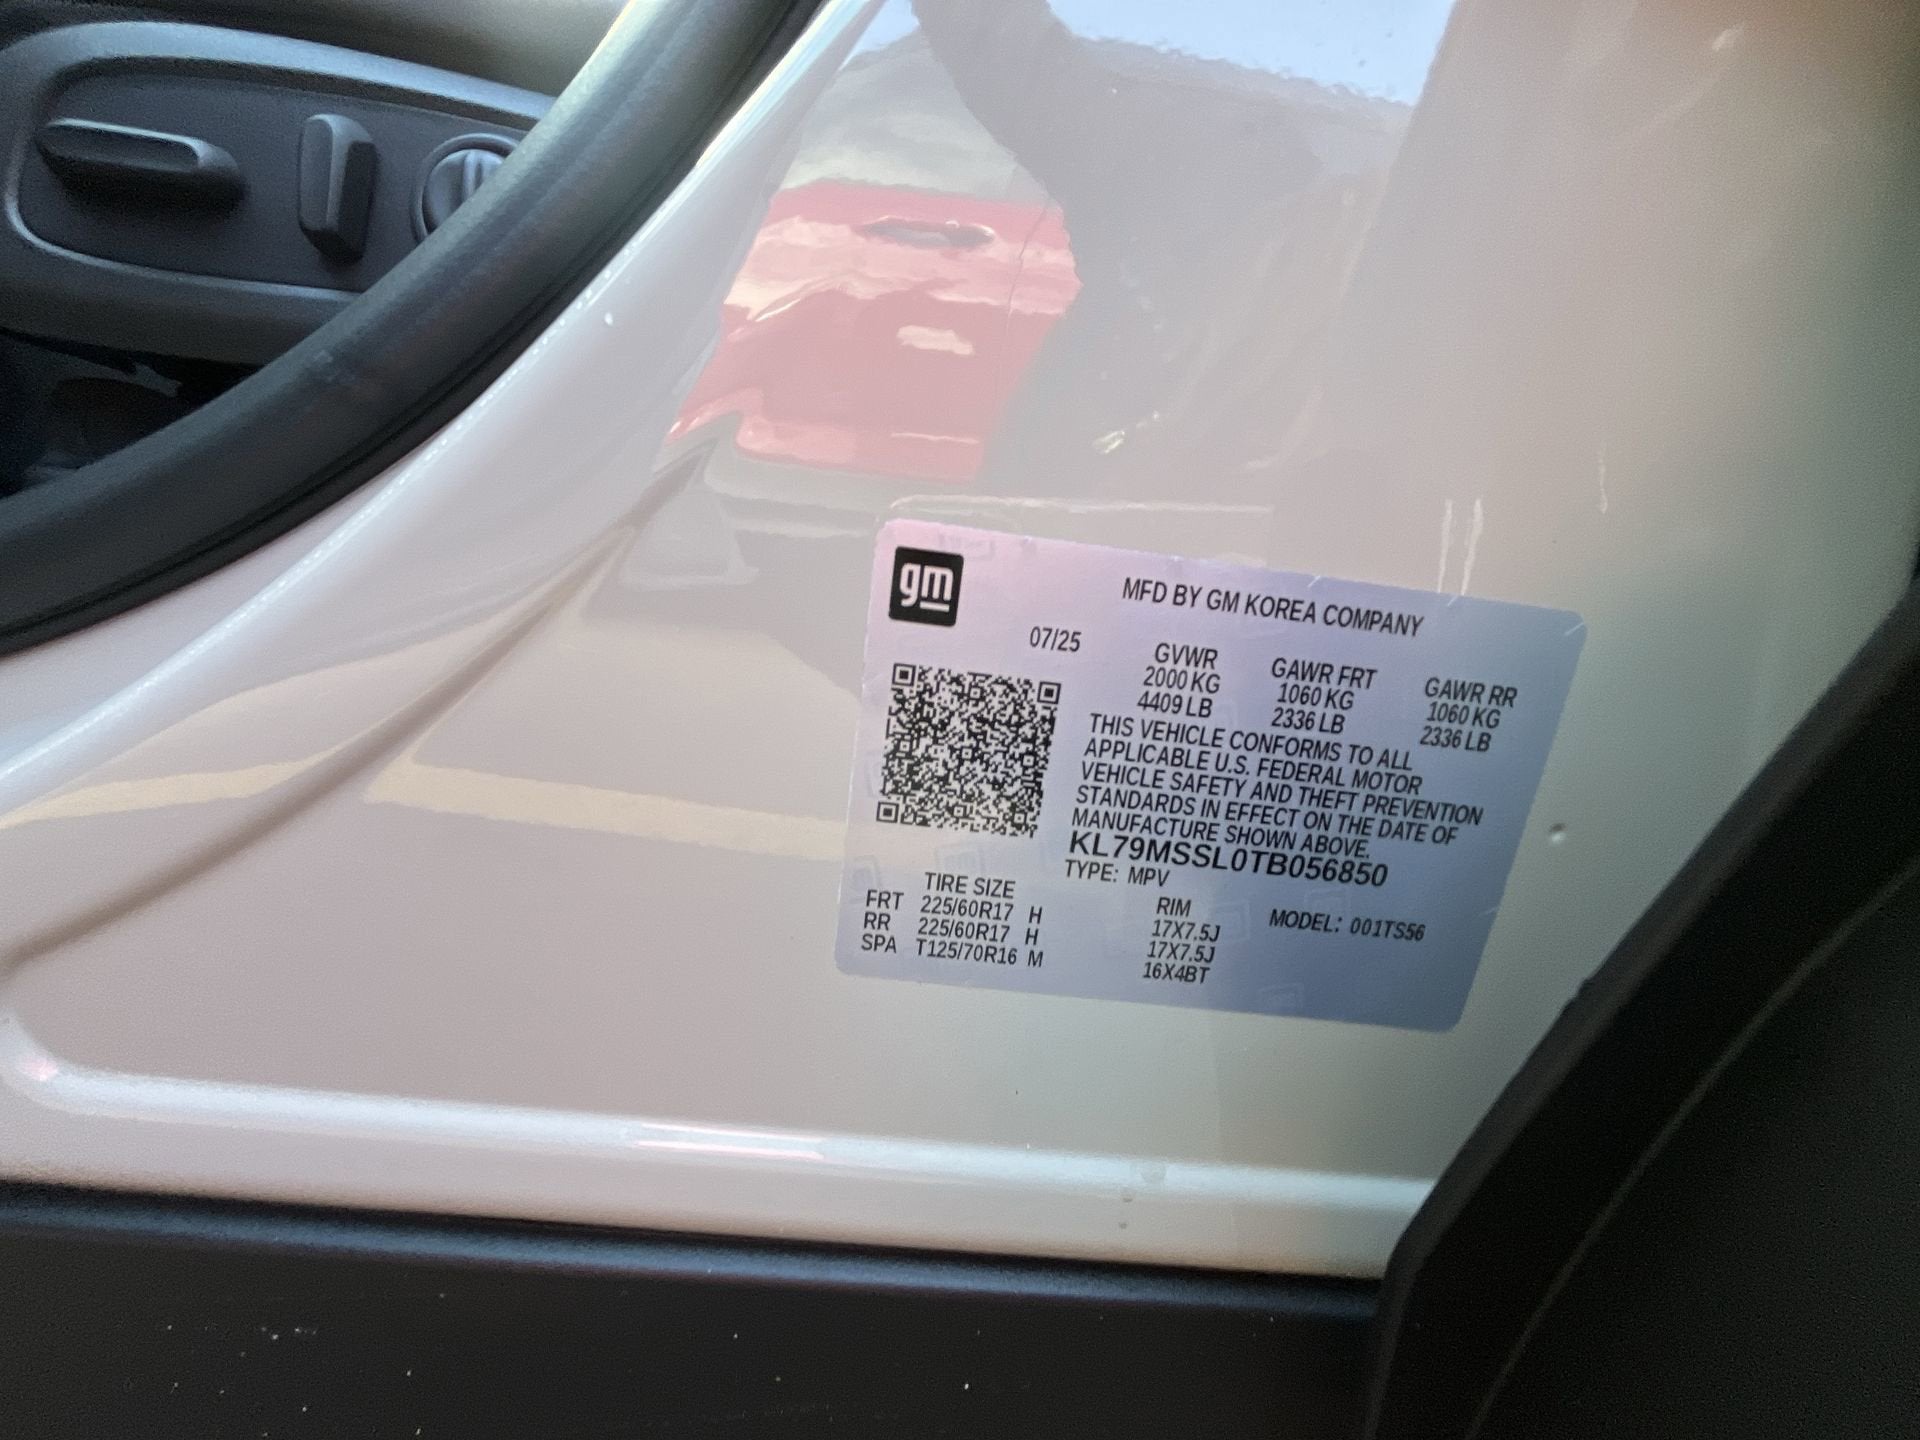 gm
MFD BY GM KOREA COMPANY
07/25
GVWR GAWR FRT GAWR RR
2000 KG 1060 KG 1060 KG
4409 LB 2336 LB 2336 LB
THIS VEHICLE CONFORMS TO ALL
APPLICABLE U.S. FEDERAL MOTOR
VEHICLE SAFETY AND THEFT PREVENTION
STANDARDS IN EFFECT ON THE DATE OF
MANUFACTURE SHOWN ABOVE.
KL79MSSL0TB056850
TYPE: MPV
TIRE SIZE RIM MODEL: 001TS56
FRT 225/60R17 H 17X7.5J
RR 225/60R17 H 17X7.5J
SPA T125/70R16 M 16X4BT